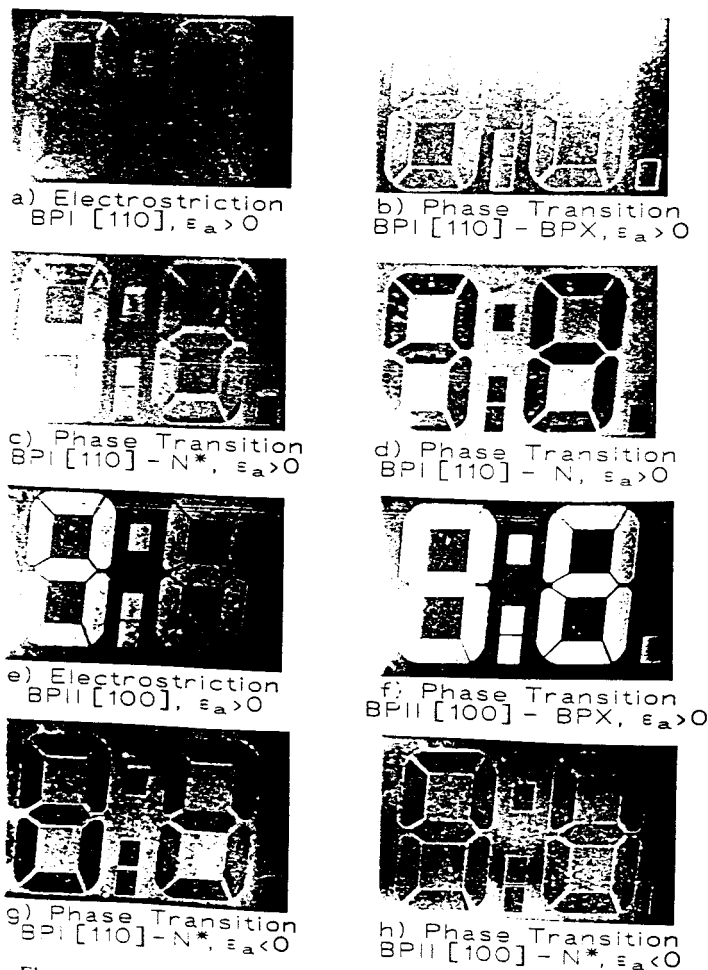 a) Electrostriction
BPI [110], εa > 0
b) Phase Transition
BPI [110] – BPX, εa > 0
c) Phase Transition
BPI [110] – N*, εa > 0
d) Phase Transition
BPI [110] – N, εa > 0
e) Electrostriction
BPII [100], εa > 0
f) Phase Transition
BPII [100] – BPX, εa > 0
g) Phase Transition
BPI [110] – N*, εa < 0
h) Phase Transition
BPII [100] – N*, εa < 0